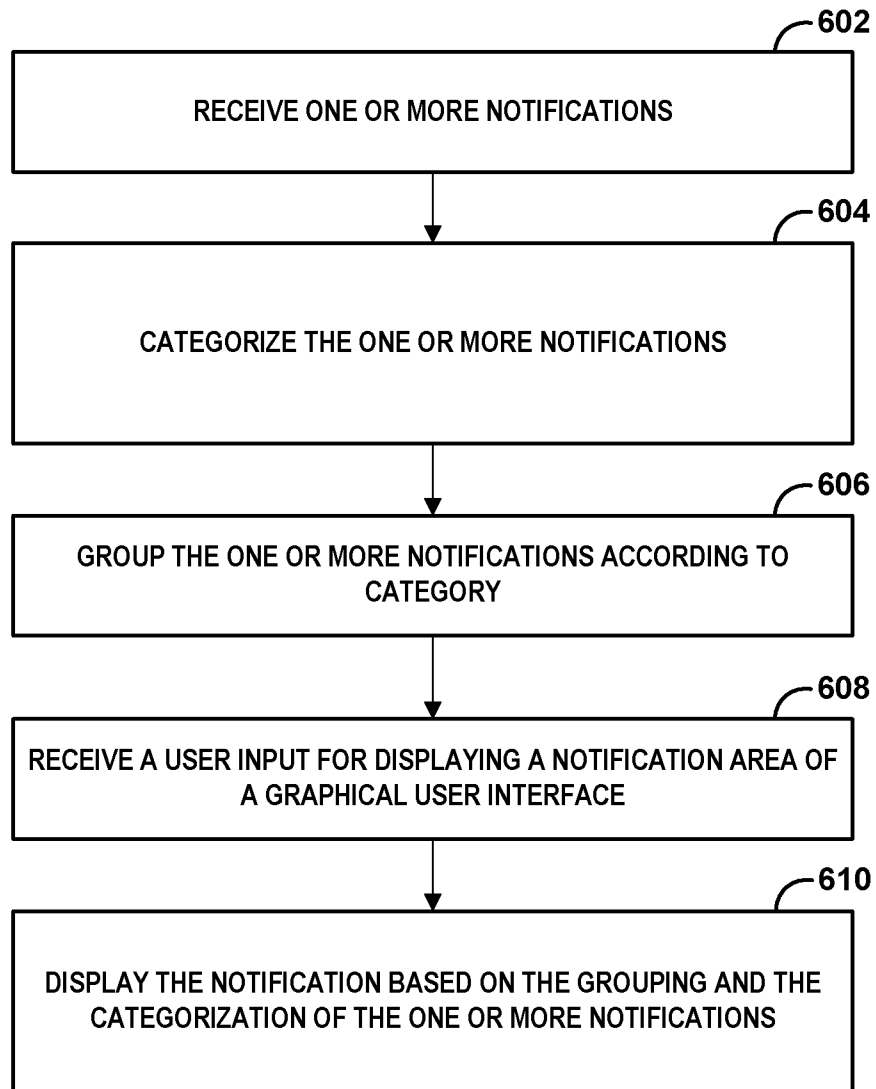 602
RECEIVE ONE OR MORE NOTIFICATIONS
604
CATEGORIZE THE ONE OR MORE NOTIFICATIONS
606
GROUP THE ONE OR MORE NOTIFICATIONS ACCORDING TO
CATEGORY
608
RECEIVE A USER INPUT FOR DISPLAYING A NOTIFICATION AREA OF
A GRAPHICAL USER INTERFACE
610
DISPLAY THE NOTIFICATION BASED ON THE GROUPING AND THE
CATEGORIZATION OF THE ONE OR MORE NOTIFICATIONS